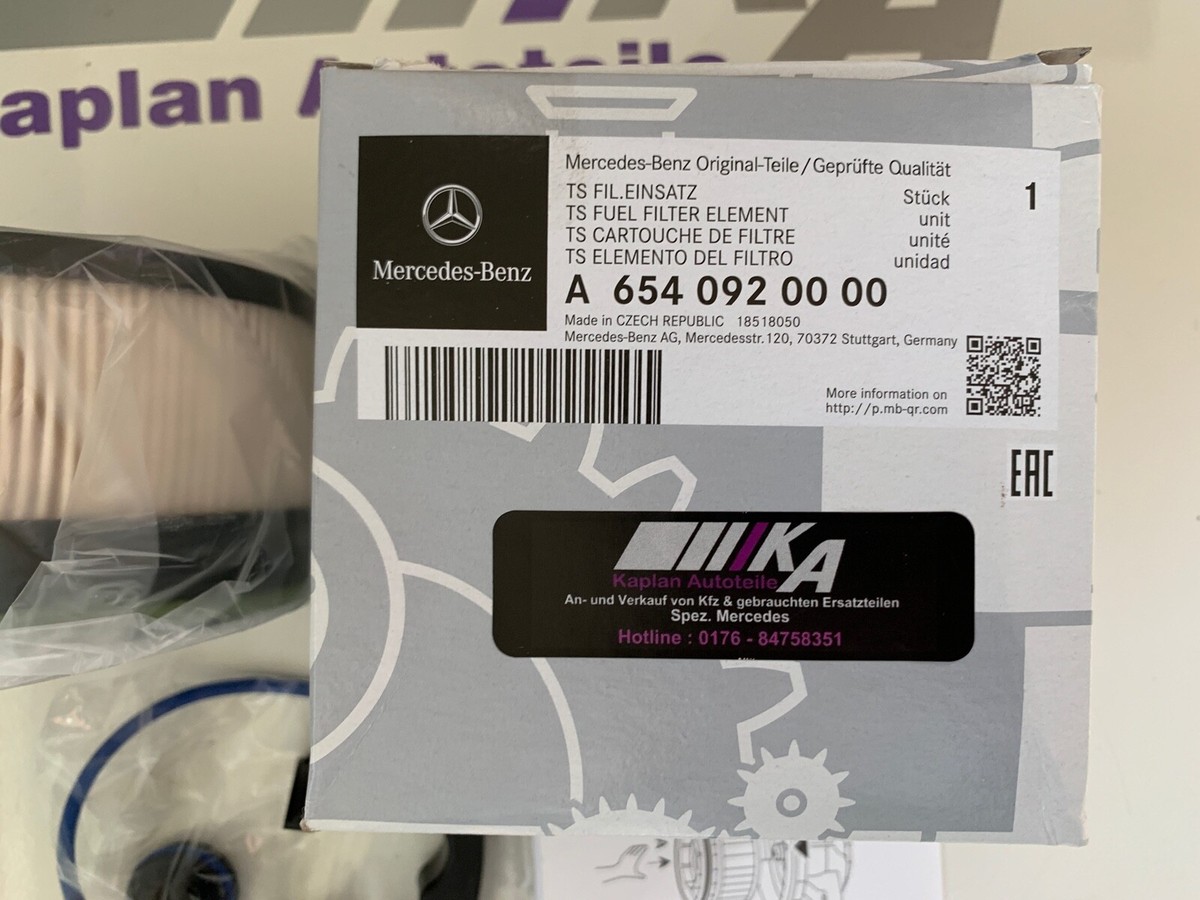 Kaplan Autoteile
Mercedes-Benz
Mercedes-Benz Original-Teile/Geprüfte Qualität
TS FIL.EINSATZ Stück 1
TS FUEL FILTER ELEMENT unit
TS CARTOUCHE DE FILTRE unité
TS ELEMENTO DEL FILTRO unidad
A 654 092 00 00
Made in CZECH REPUBLIC 18518050
Mercedes-Benz AG, Mercedesstr.120, 70372 Stuttgart, Germany
More information on
http://p.mb-qr.com
EAC
KA
Kaplan Autoteile
An- und Verkauf von Kfz & gebrauchten Ersatzteilen
Spez. Mercedes
Hotline : 0176 - 84758351